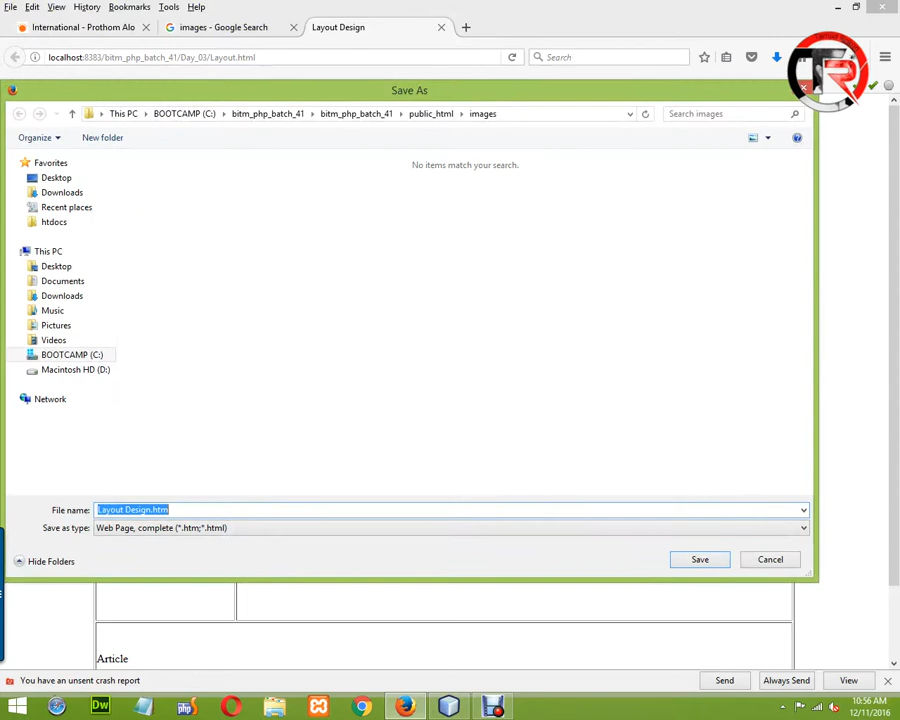 File Edit View History Bookmarks Tools Help
International - Prothom Alo
images - Google Search
Layout Design
localhost:8383/bitm_php_batch_41/Day_03/Layout.html
Search
TR
Save As
This PC BOOTCAMP (C:) bitm_php_batch_41 bitm_php_batch_41 public_html images
Search images
Organize
New folder
No items match your search.
Favorites
Desktop
Downloads
Recent places
htdocs
This PC
Desktop
Documents
Downloads
Music
Pictures
Videos
BOOTCAMP (C:)
Macintosh HD (D:)
Network
File name: Layout Design.htm
Save as type: Web Page, complete (*.htm;*.html)
Hide Folders
Save
Cancel
Article
You have an unsent crash report
Send
Always Send
View
Dw
php
10:56 AM
12/11/2016